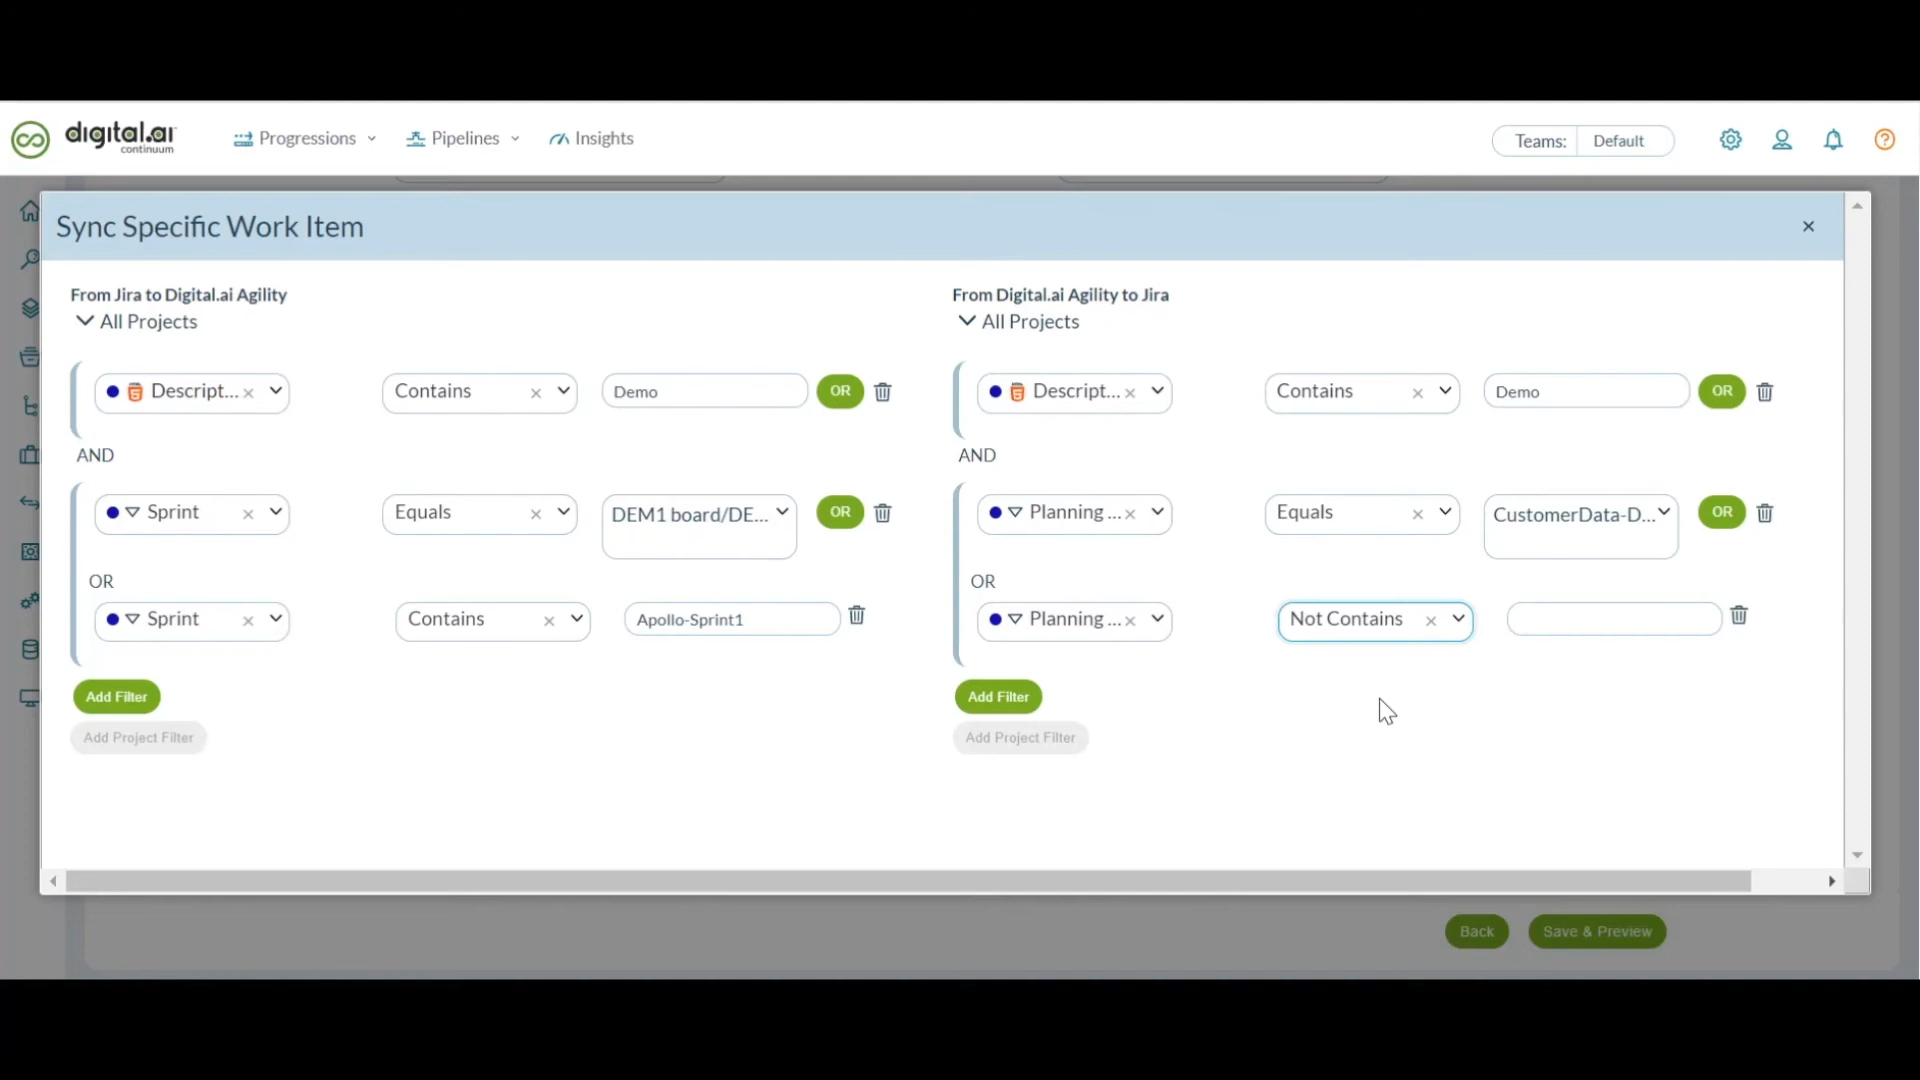 digital.ai
continuum
Progressions
Pipelines
Insights
Teams:
Default
Sync Specific Work Item
From Jira to Digital.ai Agility
All Projects
Descript...
Contains
Demo
OR
AND
Sprint
Equals
DEM1 board/DE...
OR
OR
Sprint
Contains
Apollo-Sprint1
Add Filter
Add Project Filter
From Digital.ai Agility to Jira
All Projects
Descript...
Contains
Demo
OR
AND
Planning ...
Equals
CustomerData-D...
OR
OR
Planning ...
Not Contains
Add Filter
Add Project Filter
Back
Save & Preview